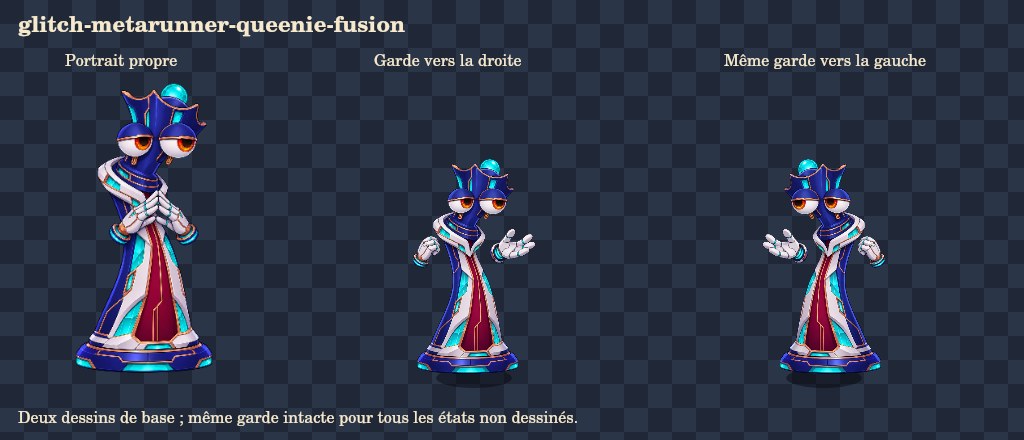 glitch-metarunner-queenie-fusion
Portrait propre
Garde vers la droite
Même garde vers la gauche
Deux dessins de base ; même garde intacte pour tous les états non dessinés.